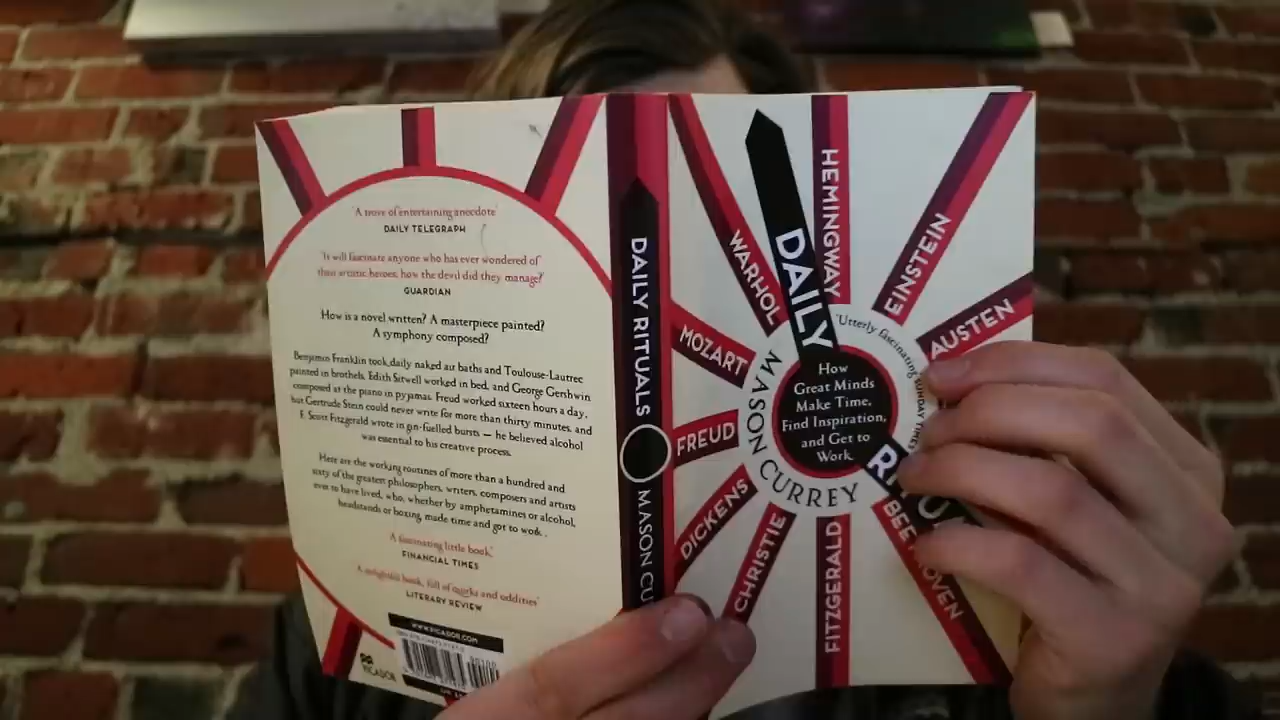 'A trove of entertaining anecdote'
DAILY TELEGRAPH
'It will fascinate anyone who has ever wondered of
their artistic heroes, how the devil did they manage?'
GUARDIAN
How is a novel written? A masterpiece painted?
A symphony composed?
Benjamin Franklin took daily naked air baths and Toulouse-Lautrec
painted in brothels. Edith Sitwell worked in bed, and George Gershwin
composed at the piano in pyjamas. Freud worked sixteen hours a day,
but Gertrude Stein could never write for more than thirty minutes, and
F. Scott Fitzgerald wrote in gin-fuelled bursts – he believed alcohol
was essential to his creative process.
Here are the working routines of more than a hundred and
sixty of the greatest philosophers, writers, composers and artists
ever to have lived, who, whether by amphetamines or alcohol,
headstands or boxing, made time and got to work.
'A fascinating little book'
FINANCIAL TIMES
'A delightful book, full of quirks and oddities'
LITERARY REVIEW
WWW.PICADOR.COM
PICADOR
DAILY RITUALS
MASON CU
WARHOL
DAILY
HEMINGWAY
EINSTEIN
AUSTEN
MOZART
'Utterly fascinating' SUNDAY TIMES
How
Great Minds
Make Time,
Find Inspiration,
and Get to
Work
MASON CURREY
FREUD
RITU
DICKENS
CHRISTIE
FITZGERALD
BEETHOVEN